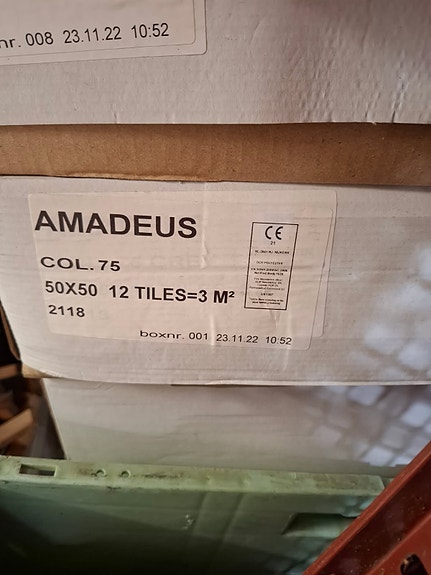 nr. 008 23.11.22 10:52
AMADEUS
COL. 75
50X50 12 TILES=3 M²
2118
boxnr. 001 23.11.22 10:52
CE
21